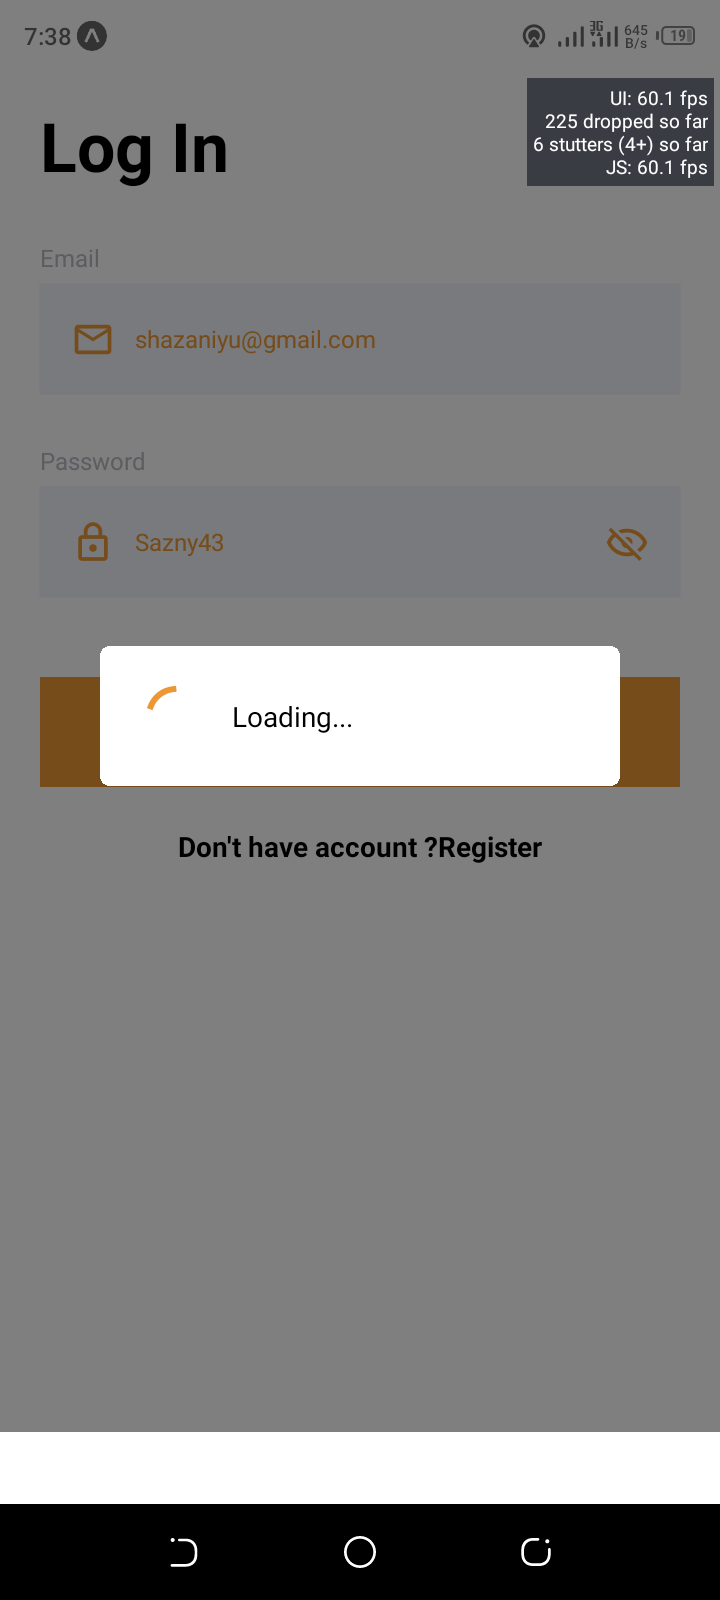 7:38
3G
645
B/s
19
UI: 60.1 fps
225 dropped so far
6 stutters (4+) so far
JS: 60.1 fps
Log In
Email
shazaniyu@gmail.com
Password
Sazny43
Loading...
Don't have account ?Register